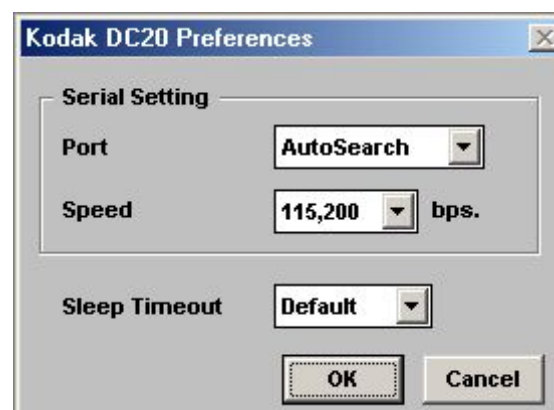 Kodak DC20 Preferences
Serial Setting
Port AutoSearch
Speed 115,200 bps.
Sleep Timeout Default
OK Cancel